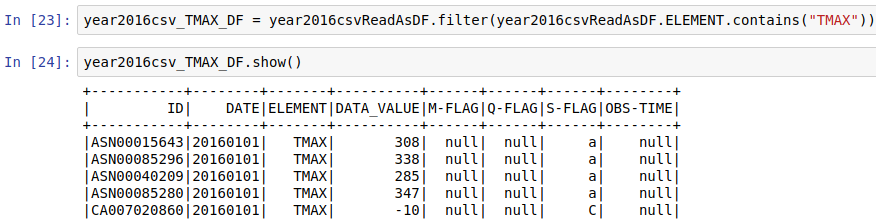 In [23]: year2016csv_TMAX_DF = year2016csvReadAsDF.filter(year2016csvReadAsDF.ELEMENT.contains("TMAX"))
In [24]: year2016csv_TMAX_DF.show()
+-----------+--------+-------+----------+------+------+------+--------+
|         ID|    DATE|ELEMENT|DATA_VALUE|M-FLAG|Q-FLAG|S-FLAG|OBS-TIME|
+-----------+--------+-------+----------+------+------+------+--------+
|ASN00015643|20160101|   TMAX|       308|  null|  null|     a|    null|
|ASN00085296|20160101|   TMAX|       338|  null|  null|     a|    null|
|ASN00040209|20160101|   TMAX|       285|  null|  null|     a|    null|
|ASN00085280|20160101|   TMAX|       347|  null|  null|     a|    null|
|CA007020860|20160101|   TMAX|       -10|  null|  null|     C|    null|